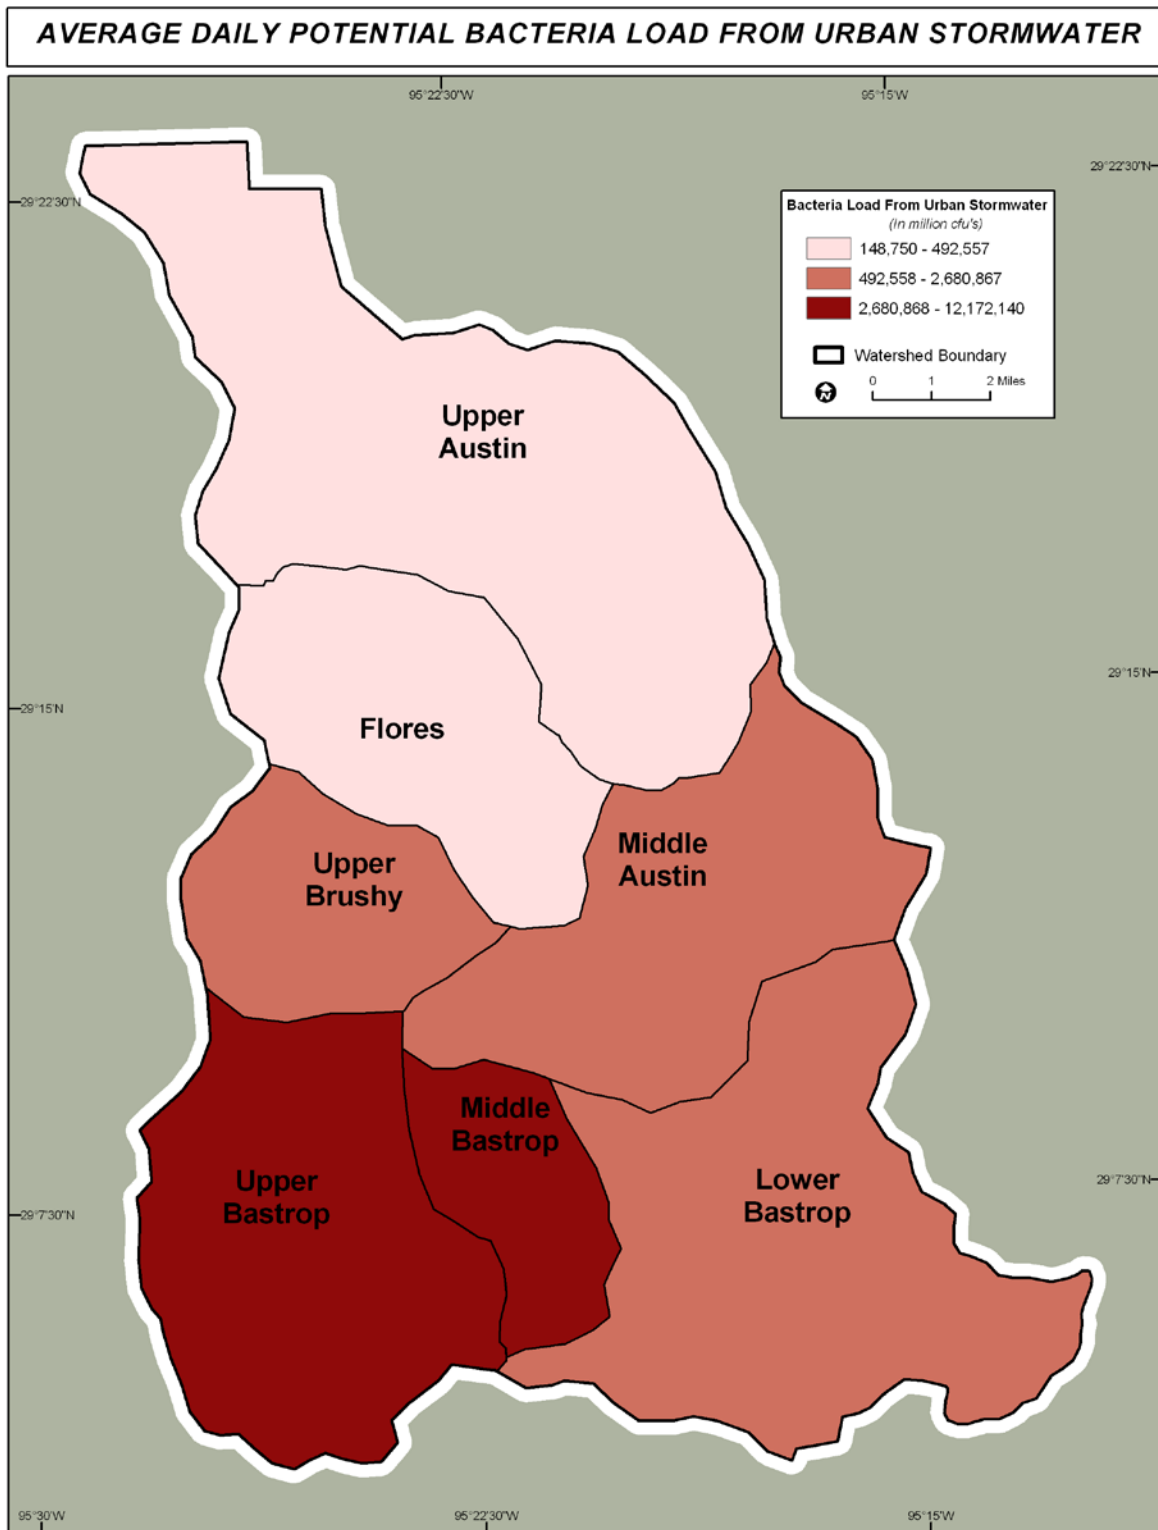 AVERAGE DAILY POTENTIAL BACTERIA LOAD FROM URBAN STORMWATER
95°22'30"W
95°15'W
29°22'30"N
29°22'30"N
Bacteria Load From Urban Stormwater
(In million cfu's)
148,750 - 492,557
492,558 - 2,680,867
2,680,868 - 12,172,140
Watershed Boundary
N
0 1 2 Miles
Upper
Austin
29°15'N
29°15'N
Flores
Middle
Austin
Upper
Brushy
Middle
Bastrop
Upper
Bastrop
Lower
Bastrop
29°7'30"N
29°7'30"N
95°30'W
95°22'30"W
95°15'W